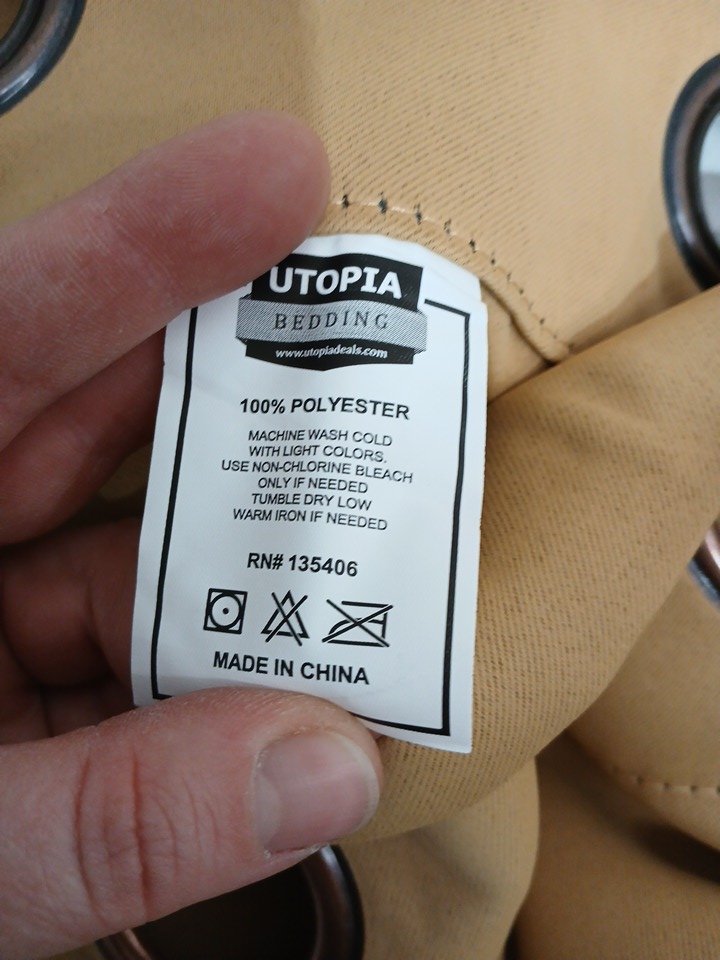 UTOPIA
BEDDING
www.utopiadeals.com
100% POLYESTER
MACHINE WASH COLD
WITH LIGHT COLORS.
USE NON-CHLORINE BLEACH
ONLY IF NEEDED
TUMBLE DRY LOW
WARM IRON IF NEEDED
RN# 135406
MADE IN CHINA